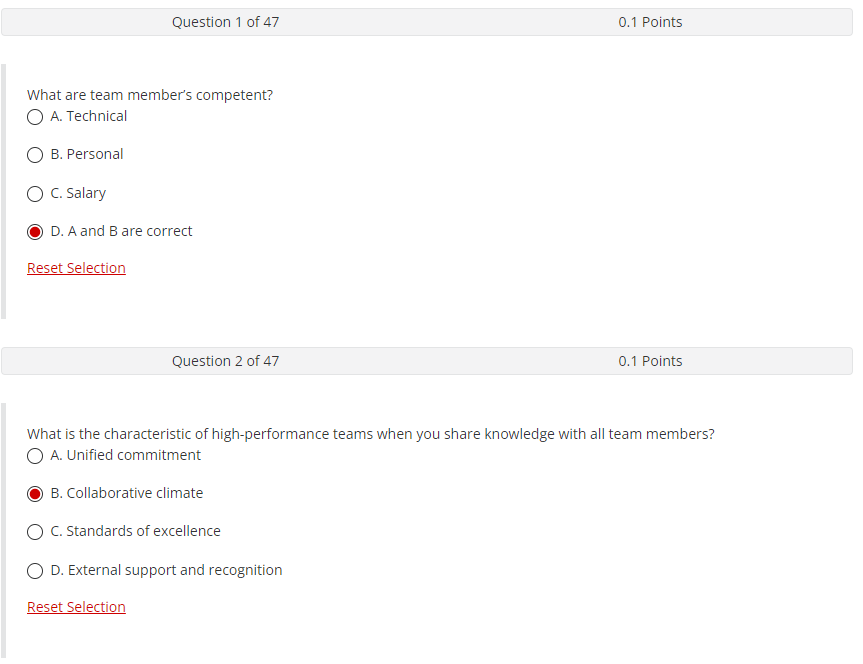 Question 1 of 47 0.1 Points
What are team member's competent?
A. Technical
B. Personal
C. Salary
D. A and B are correct
Reset Selection
Question 2 of 47 0.1 Points
What is the characteristic of high-performance teams when you share knowledge with all team members?
A. Unified commitment
B. Collaborative climate
C. Standards of excellence
D. External support and recognition
Reset Selection